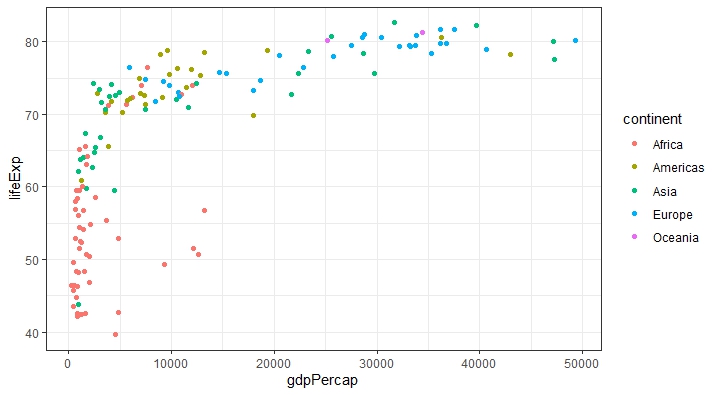 lifeExp
80
70
60
50
40
0
10000
20000
30000
40000
50000
gdpPercap
continent
Africa
Americas
Asia
Europe
Oceania